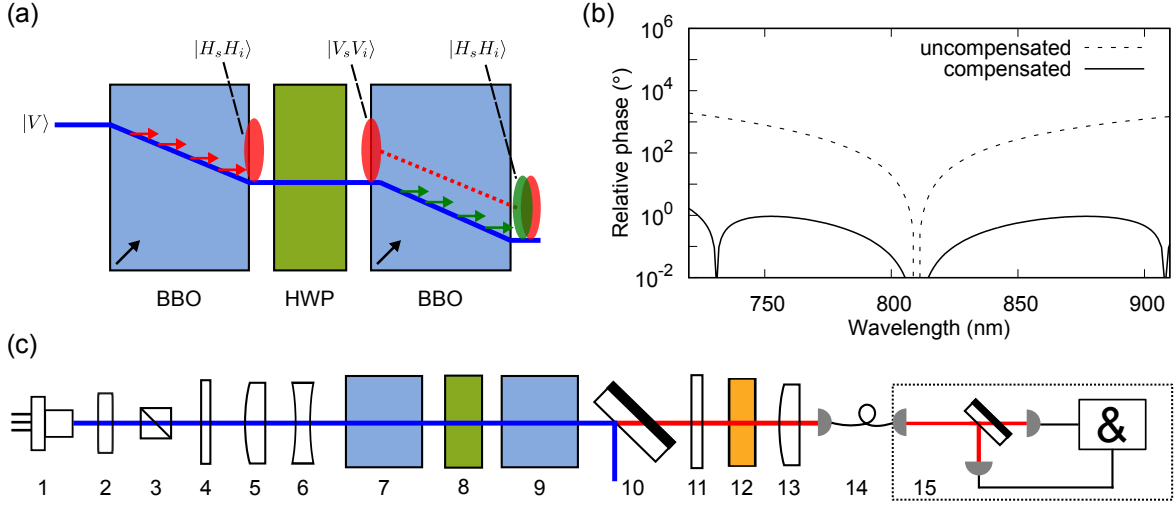 (a)
|H_sH_i⟩ |V_sV_i⟩ |H_sH_i⟩
|V⟩
BBO HWP BBO
(b)
10^6
10^4
10^2
10^0
10^-2
Relative phase (°)
uncompensated
compensated
750 800 850 900
Wavelength (nm)
(c)
&
1 2 3 4 5 6 7 8 9 10 11 12 13 14 15